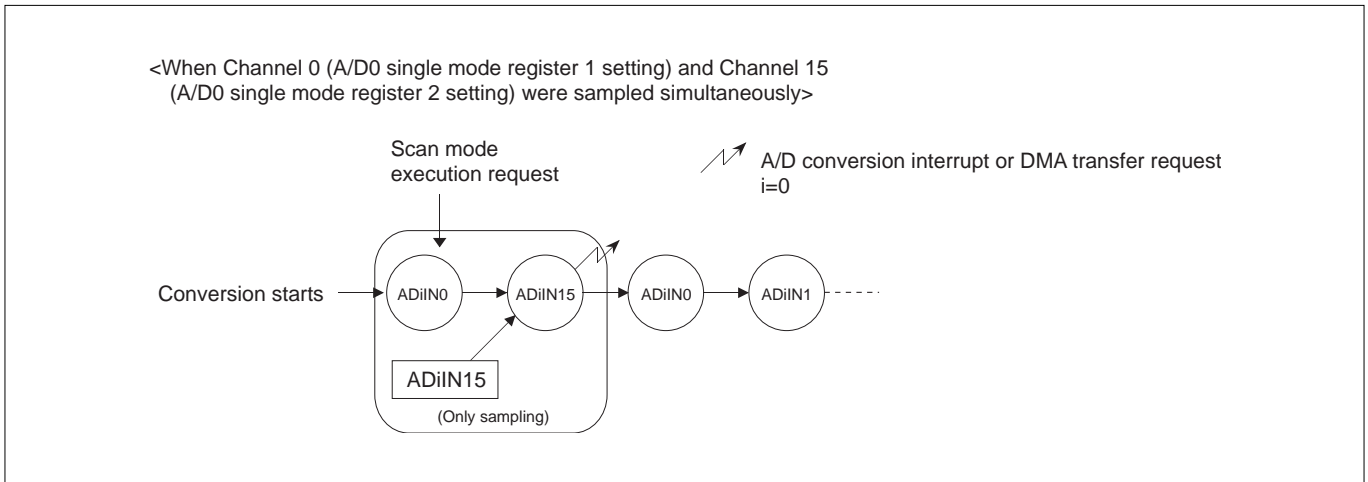 <When Channel 0 (A/D0 single mode register 1 setting) and Channel 15
(A/D0 single mode register 2 setting) were sampled simultaneously>
Scan mode
execution request
A/D conversion interrupt or DMA transfer request
i=0
Conversion starts
ADiIN0
ADiIN15
ADiIN0
ADiIN1
ADiIN15
(Only sampling)